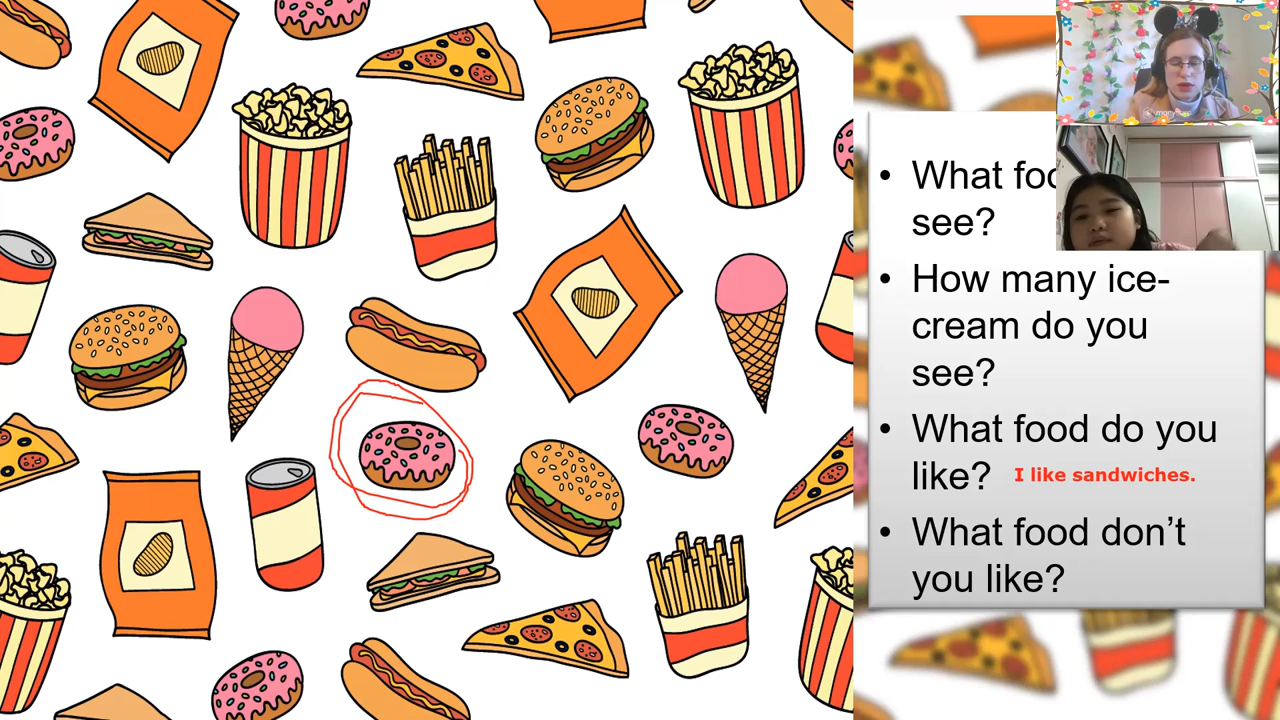 • What foo
see?
• How many ice-
cream do you
see?
• What food do you
like? I like sandwiches.
• What food don't
you like?